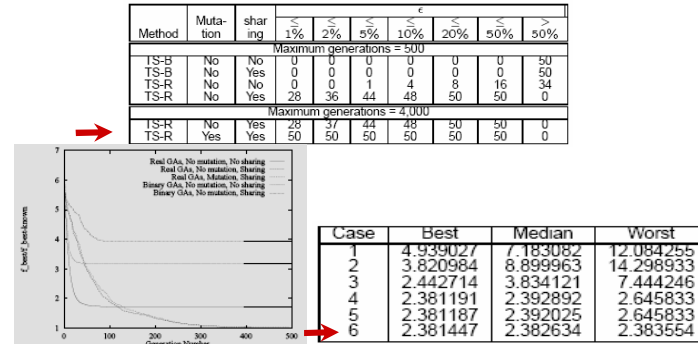 ε
Method Muta- tion shar ing ≤ 1% ≤ 2% ≤ 5% ≤ 10% ≤ 20% ≤ 50% > 50%
Maximum generations = 500
TS-B No No 0 0 0 0 0 0 50
TS-B No Yes 0 0 0 0 0 0 50
TS-R No No 0 0 1 4 8 16 34
TS-R No Yes 28 36 44 48 50 50 0
Maximum generations = 4,000
TS-R No Yes 28 37 44 48 50 50 0
TS-R Yes Yes 50 50 50 50 50 50 0
7
6
5
4
3
2
1
f_best/f_best-known
Real GAs, No mutation, No sharing
Real GAs, No mutation, Sharing
Real GAs, Mutation, Sharing
Binary GAs, No mutation, No sharing
Binary GAs, No mutation, Sharing
0 100 200 300 400 500
Generation Number
Case Best Median Worst
1 4.939027 7.183082 12.084255
2 3.820984 8.899963 14.298933
3 2.442714 3.834121 7.444246
4 2.381191 2.392892 2.645833
5 2.381187 2.392025 2.645833
6 2.381447 2.382634 2.383554